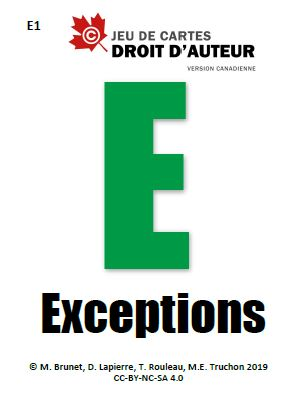 E1
©
JEU DE CARTES
DROIT D'AUTEUR
VERSION CANADIENNE
E
Exceptions
© M. Brunet, D. Lapierre, T. Rouleau, M.E. Truchon 2019
CC-BY-NC-SA 4.0